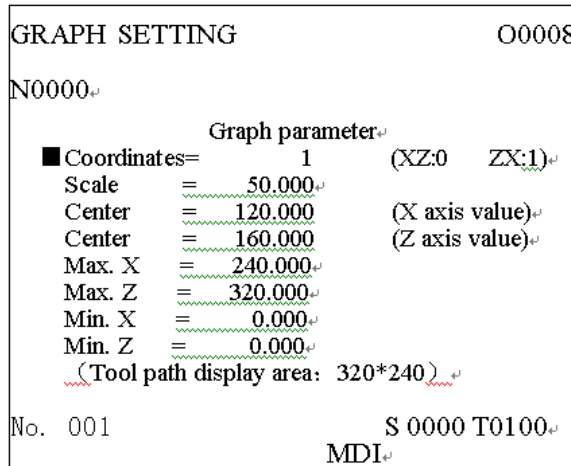 GRAPH SETTING O0008
N0000
Graph parameter
Coordinates= 1 (XZ:0 ZX:1)
Scale = 50.000
Center = 120.000 (X axis value)
Center = 160.000 (Z axis value)
Max. X = 240.000
Max. Z = 320.000
Min. X = 0.000
Min. Z = 0.000
（Tool path display area：320*240）
No. 001 S 0000 T0100
MDI